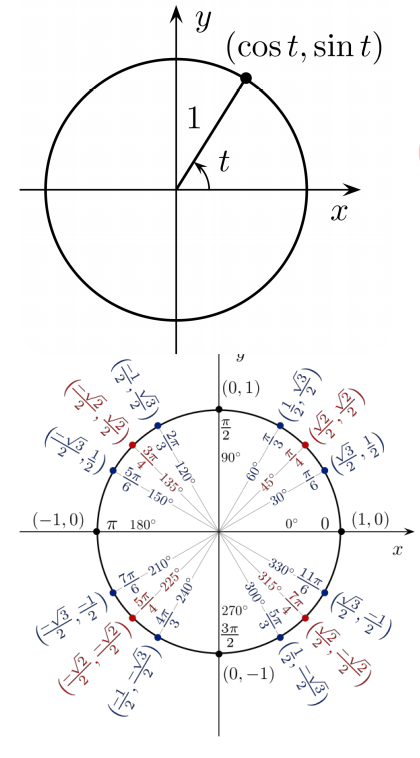 y
(cos t, sin t)
1
t
x
y
(0, 1)
(-1/2, √3/2)
(1/2, √3/2)
(-√2/2, √2/2)
(√2/2, √2/2)
(-√3/2, 1/2)
(√3/2, 1/2)
2π/3 π/2 π/3
3π/4 π/4
5π/6 π/6
120° 90° 60°
135° 45°
150° 30°
(-1, 0) π 180° 0° 0 (1, 0)
x
210° 330°
225° 315°
240° 270° 300°
7π/6 11π/6
5π/4 7π/4
4π/3 3π/2 5π/3
(-√3/2, -1/2)
(√3/2, -1/2)
(-√2/2, -√2/2)
(√2/2, -√2/2)
(-1/2, -√3/2)
(1/2, -√3/2)
(0, -1)